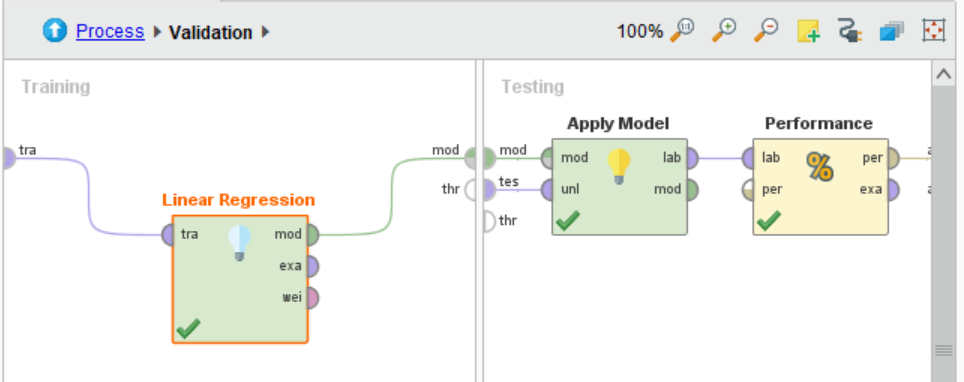 Process Validation 100%
Training
Testing
tra
mod
thr
Linear Regression
tra mod
exa
wei
mod
tes
thr
Apply Model
mod lab
unl mod
Performance
lab per
per exa